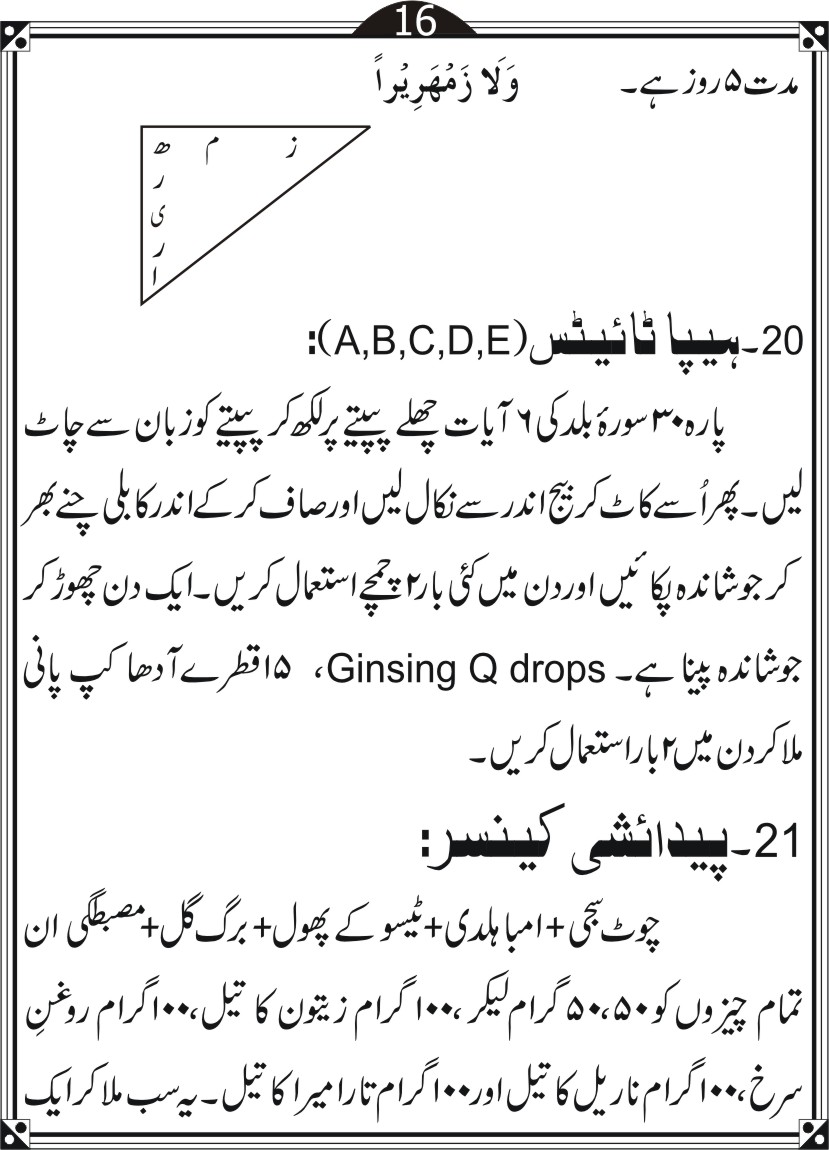 16
مدت ۵ روز ہے۔ وَلَا زَمْهَرِيْراً
ز م ھ
ر
ی
ر
ا
20۔ہیپا ٹائیٹس(A,B,C,D,E):
پارہ ۳۰ سورۂ بلد کی ۶ آیات چھلے پپیتے پر لکھ کر پپیتے کو زبان سے چاٹ
لیں۔ پھر اُسے کاٹ کر بیج اندر سے نکال لیں اور صاف کر کے اندر کابلی چنے بھر
کر جوشاندہ پکائیں اور دن میں کئی بار ۲ چمچے استعمال کریں۔ ایک دن چھوڑ کر
جوشاندہ پینا ہے۔ Ginsing Q drops، ۱۵ قطرے آدھا کپ پانی
ملا کر دن میں ۲ بار استعمال کریں۔
21۔پیدائشی کینسر:
چوٹ سجی + امبا ہلدی + ٹیسو کے پھول + برگ گل + مصطگی ان
تمام چیزوں کو ۵۰،۵۰ گرام لیکر ،۱۰۰ گرام زیتون کا تیل،۱۰۰ گرام روغنِ
سرخ،۱۰۰ گرام ناریل کا تیل اور ۱۰۰ گرام تارا میرا کا تیل۔ یہ سب ملا کر ایک